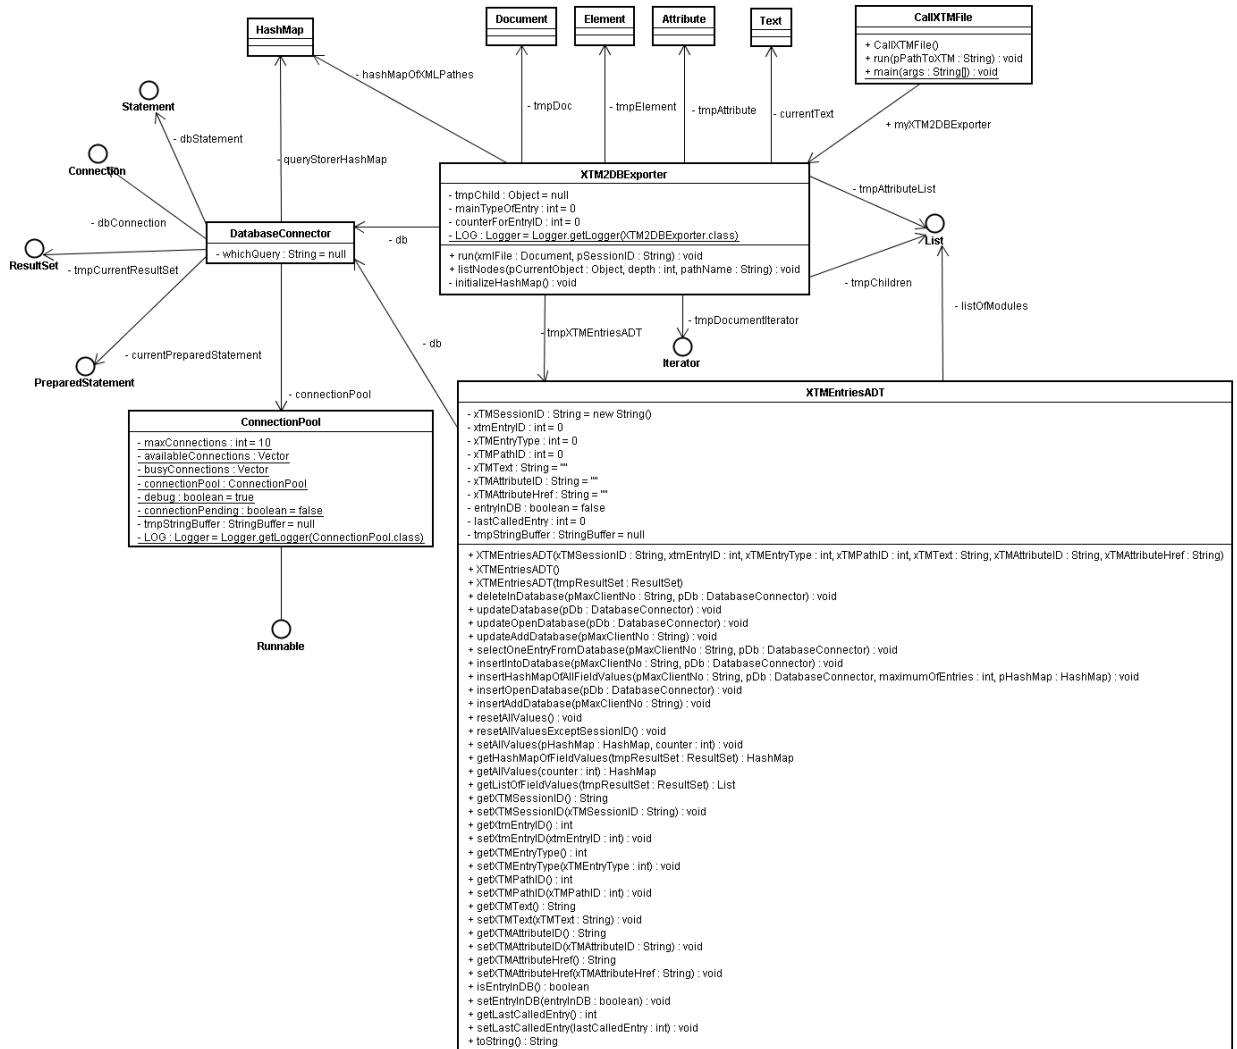 Document
Element
Attribute
Text
CallXTMFile
+ CallXTMFile()
+ run(pPathToXTM : String) : void
+ main(args : String[]) : void
HashMap
- hashMapOfXMLPathes
- tmpDoc
- tmpElement
- tmpAttribute
- currentText
+ myXTM2DBExporter
Statement
- dbStatement
Connection
- queryStorerHashMap
- dbConnection
ResultSet
- tmpCurrentResultSet
PreparedStatement
- currentPreparedStatement
DatabaseConnector
- whichQuery : String = null
- db
XTM2DBExporter
- tmpChild : Object = null
- mainTypeOfEntry : int = 0
- counterForEntryID : int = 0
- LOG : Logger = Logger.getLogger(XTM2DBExporter.class)
+ run(xmlFile : Document, pSessionID : String) : void
+ listNodes(pCurrentObject : Object, depth : int, pathName : String) : void
- initializeHashMap() : void
- tmpAttributeList
List
- tmpChildren
- listOfModules
- tmpXTMEntriesADT
- tmpDocumentIterator
Iterator
- db
- connectionPool
ConnectionPool
- maxConnections : int = 10
- availableConnections : Vector
- busyConnections : Vector
- connectionPool : ConnectionPool
- debug : boolean = true
- connectionPending : boolean = false
- tmpStringBuffer : StringBuffer = null
- LOG : Logger = Logger.getLogger(ConnectionPool.class)
Runnable
XTMEntriesADT
- xTMSessionID : String = new String()
- xtmEntryID : int = 0
- xTMEntryType : int = 0
- xTMPathID : int = 0
- xTMText : String = ""
- xTMAttributeID : String = ""
- xTMAttributeHref : String = ""
- entryInDB : boolean = false
- lastCalledEntry : int = 0
- tmpStringBuffer : StringBuffer = null
+ XTMEntriesADT(xTMSessionID : String, xtmEntryID : int, xTMEntryType : int, xTMPathID : int, xTMText : String, xTMAttributeID : String, xTMAttributeHref : String)
+ XTMEntriesADT()
+ XTMEntriesADT(tmpResultSet : ResultSet)
+ deleteInDatabase(pMaxClientNo : String, pDb : DatabaseConnector) : void
+ updateDatabase(pDb : DatabaseConnector) : void
+ updateOpenDatabase(pDb : DatabaseConnector) : void
+ updateAddDatabase(pMaxClientNo : String) : void
+ selectOneEntryFromDatabase(pMaxClientNo : String, pDb : DatabaseConnector) : void
+ insertIntoDatabase(pMaxClientNo : String, pDb : DatabaseConnector) : void
+ insertHashMapOfAllFieldValues(pMaxClientNo : String, pDb : DatabaseConnector, maximumOfEntries : int, pHashMap : HashMap) : void
+ insertOpenDatabase(pDb : DatabaseConnector) : void
+ insertAddDatabase(pMaxClientNo : String) : void
+ resetAllValues() : void
+ resetAllValuesExceptSessionID() : void
+ setAllValues(pHashMap : HashMap, counter : int) : void
+ getHashMapOfFieldValues(tmpResultSet : ResultSet) : HashMap
+ getAllValues(counter : int) : HashMap
+ getListOfFieldValues(tmpResultSet : ResultSet) : List
+ getXTMSessionID() : String
+ setXTMSessionID(xTMSessionID : String) : void
+ getXtmEntryID() : int
+ setXtmEntryID(xtmEntryID : int) : void
+ getXTMEntryType() : int
+ setXTMEntryType(xTMEntryType : int) : void
+ getXTMPathID() : int
+ setXTMPathID(xTMPathID : int) : void
+ getXTMText() : String
+ setXTMText(xTMText : String) : void
+ getXTMAttributeID() : String
+ setXTMAttributeID(xTMAttributeID : String) : void
+ getXTMAttributeHref() : String
+ setXTMAttributeHref(xTMAttributeHref : String) : void
+ isEntryInDB() : boolean
+ setEntryInDB(entryInDB : boolean) : void
+ getLastCalledEntry() : int
+ setLastCalledEntry(lastCalledEntry : int) : void
+ toString() : String